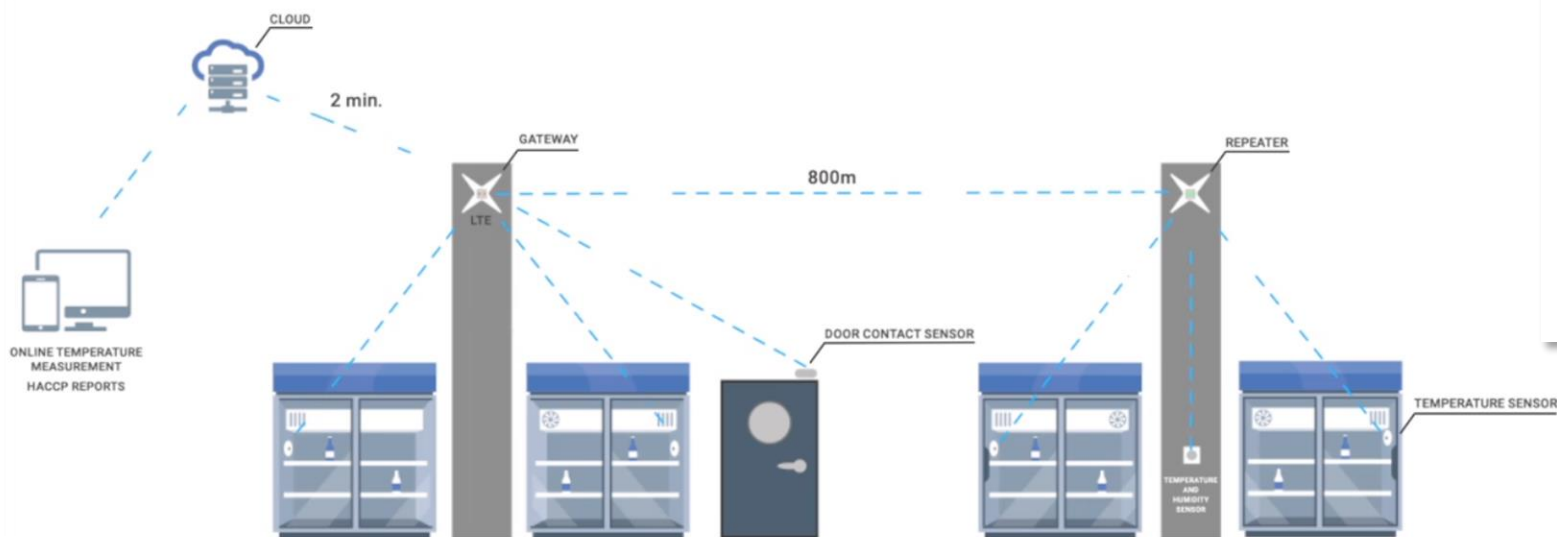 CLOUD
2 min.
GATEWAY
REPEATER
800m
LTE
DOOR CONTACT SENSOR
ONLINE TEMPERATURE
MEASUREMENT
HACCP REPORTS
TEMPERATURE SENSOR
TEMPERATURE
AND
HUMIDITY
SENSOR